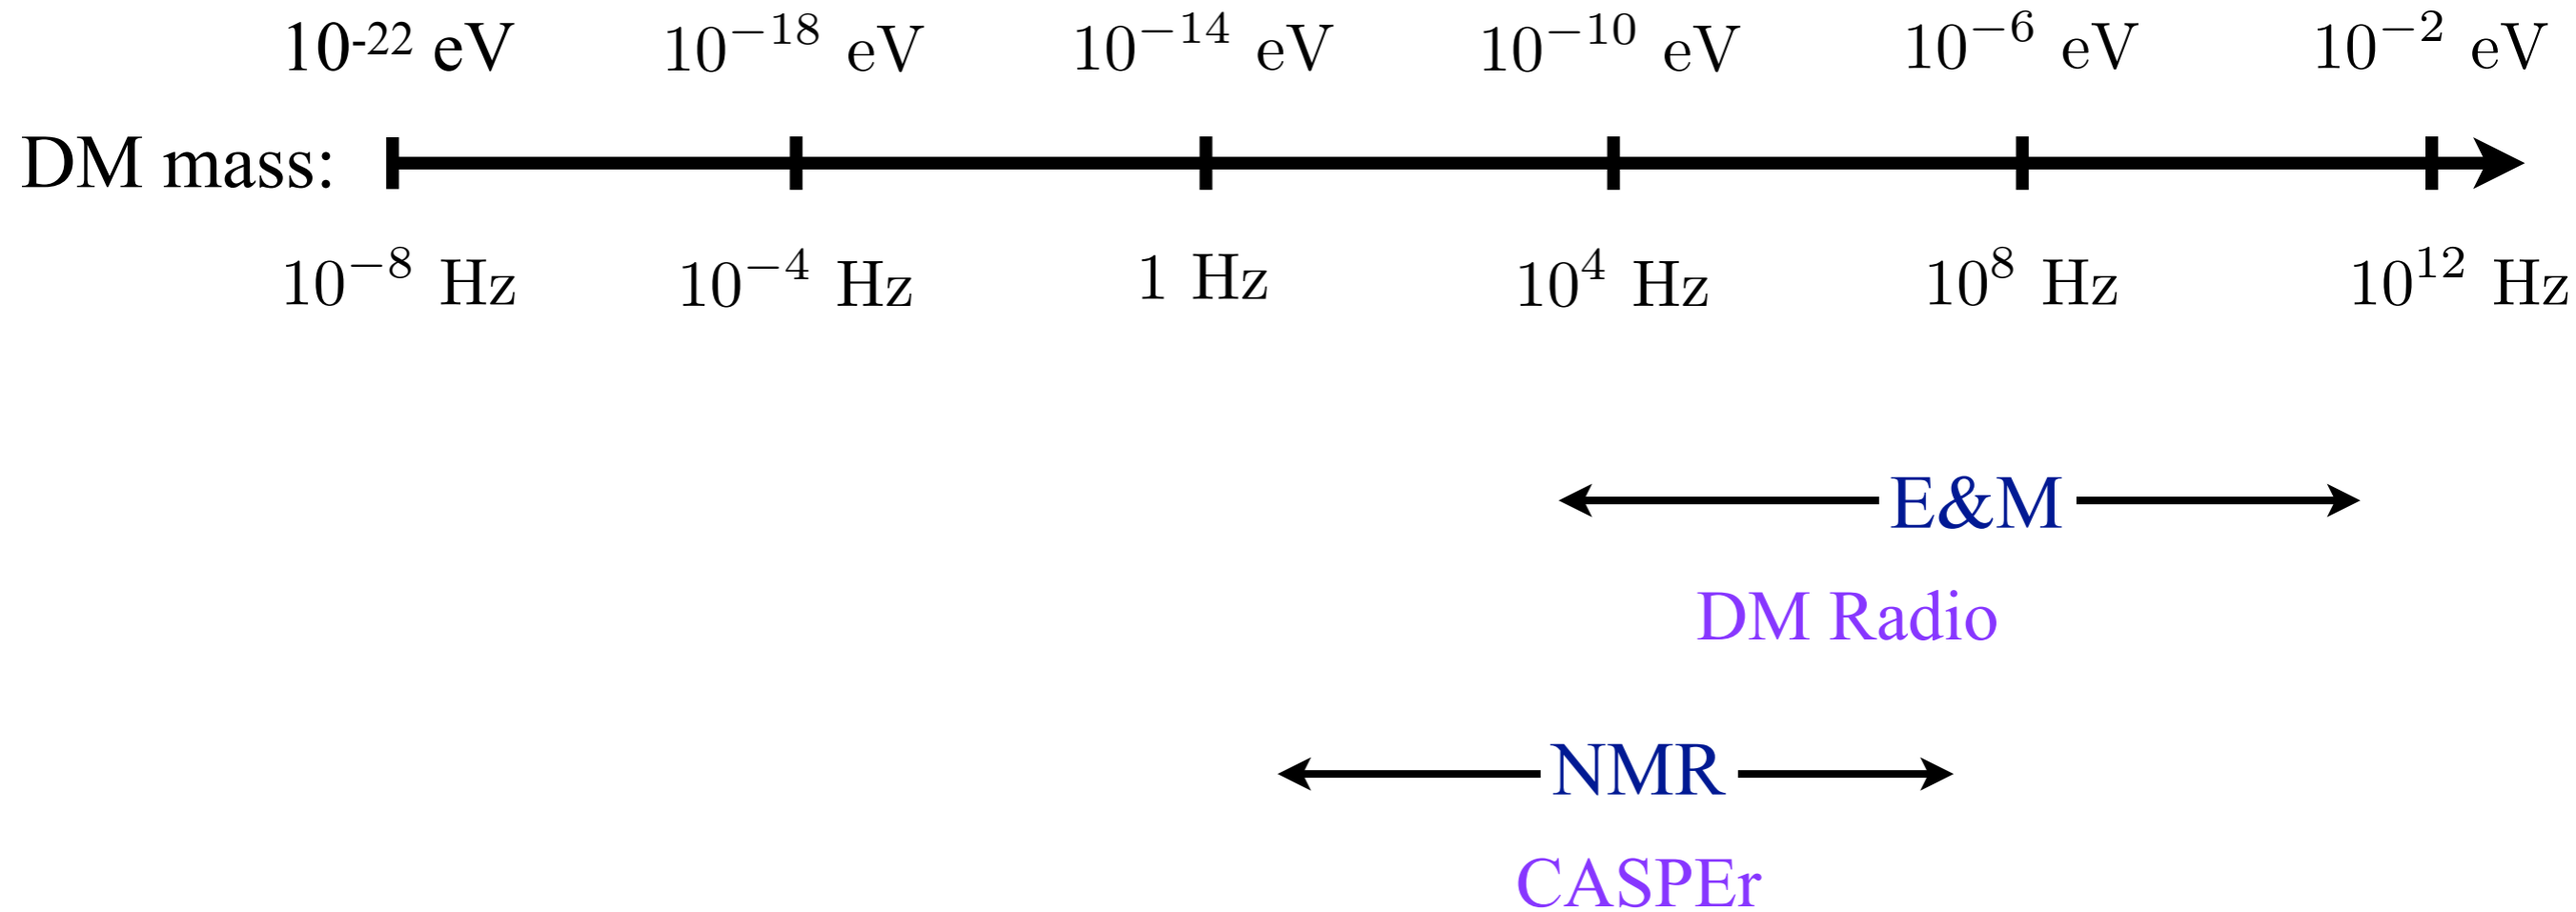 10-22 eV 10−18 eV 10−14 eV 10−10 eV 10−6 eV 10−2 eV
DM mass:
10−8 Hz 10−4 Hz 1 Hz 104 Hz 108 Hz 1012 Hz
E&M
DM Radio
NMR
CASPEr